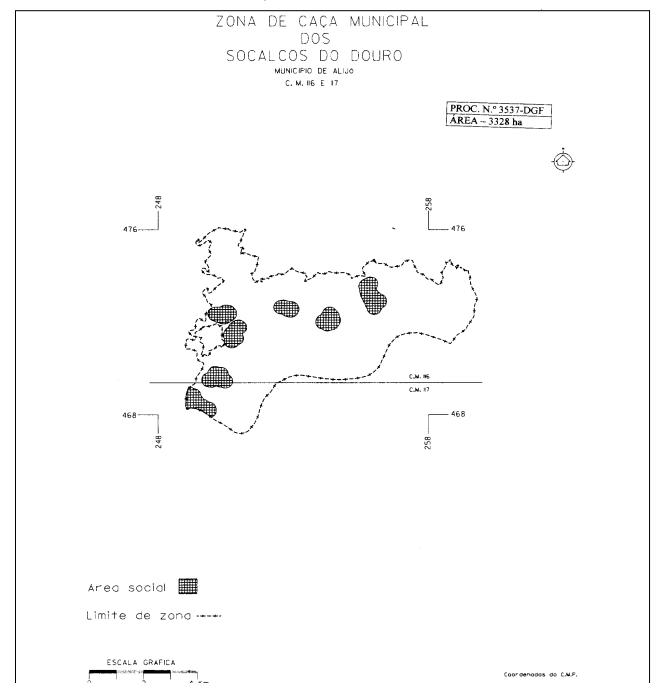 ZONA DE CAÇA MUNICIPAL
DOS
SOCALCOS DO DOURO
MUNICIPIO DE ALIJO
C. M. 116 E 117
PROC. N.º 3537-DGF
ÁREA – 3328 ha
248
258
476
476
C.M. 116
C.M. 117
468
468
248
258
Area social
Limite de zona
ESCALA GRAFICA
Coordenadas da C.M.P.